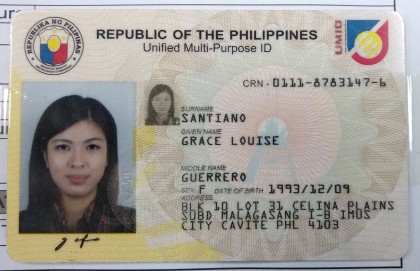 REPUBLIKA NG PILIPINAS
REPUBLIC OF THE PHILIPPINES
Unified Multi-Purpose ID
UMID
CRN-0111-8783147-6
SURNAME
SANTIANO
GIVEN NAME
GRACE LOUISE
MIDDLE NAME
GUERRERO
SEX F DATE OF BIRTH 1993/12/09
ADDRESS
BLK 10 LOT 31 CELINA PLAINS
SUBD MALAGASANG I-B IMUS
CITY CAVITE PHL 4103